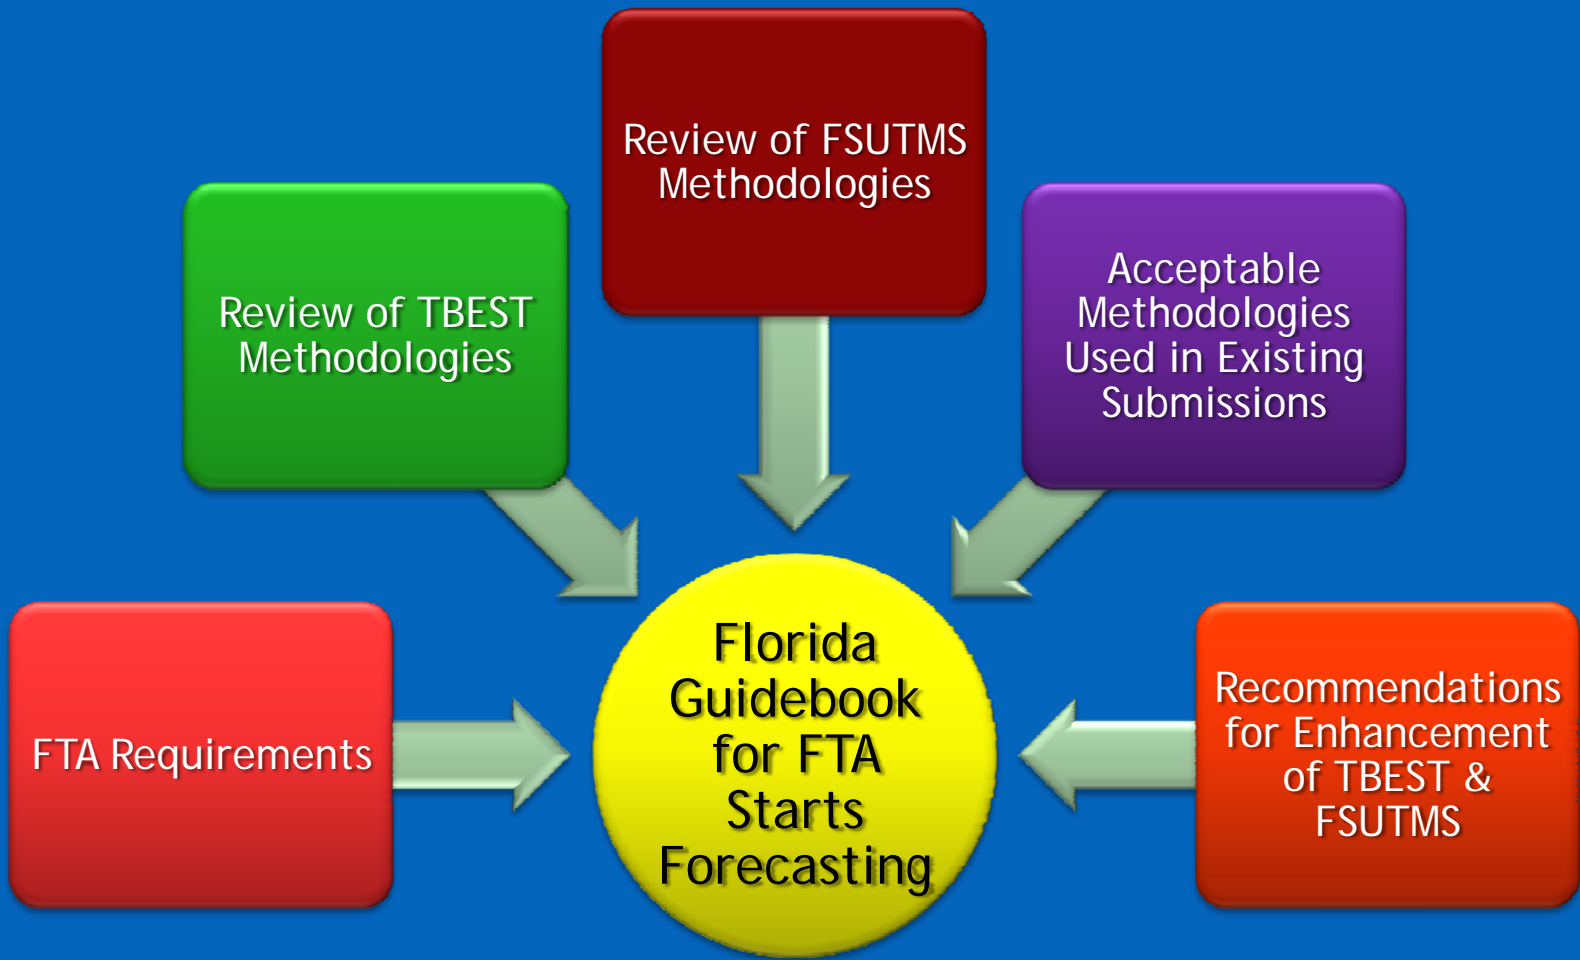 Review of FSUTMS
Methodologies
Review of TBEST
Methodologies
Acceptable
Methodologies
Used in Existing
Submissions
FTA Requirements
Florida
Guidebook
for FTA
Starts
Forecasting
Recommendations
for Enhancement
of TBEST &
FSUTMS